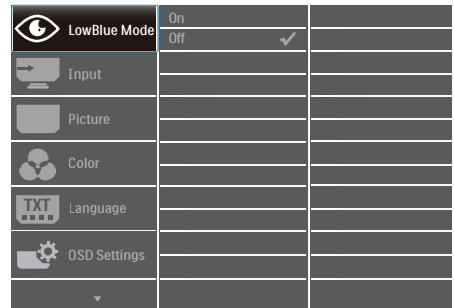 LowBlue Mode
On
Off
Input
Picture
Color
TXT
Language
OSD Settings